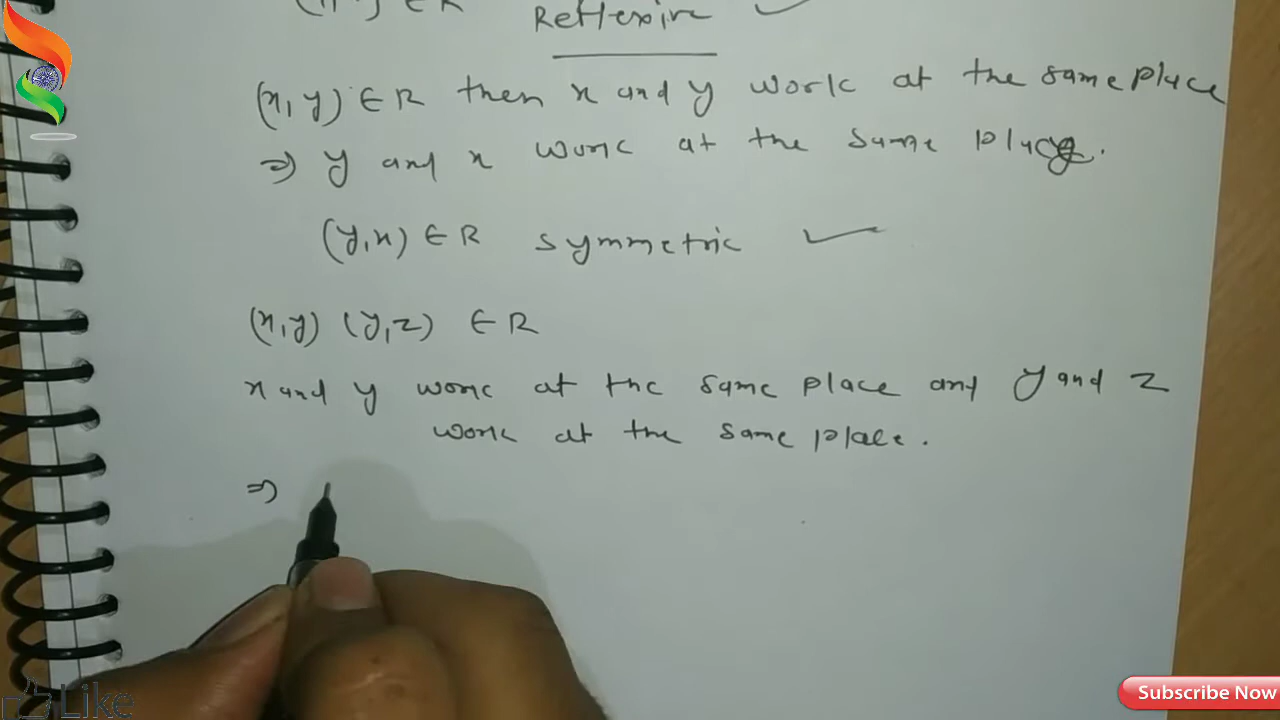 (x,x) ∈ R Reflexive ✓
(x,y) ∈ R then x and y work at the same place
⇒ y and x work at the same place.
(y,x) ∈ R symmetric ✓
(x,y) (y,z) ∈ R
x and y work at the same place and y and z
work at the same place.
⇒
Like
Subscribe Now